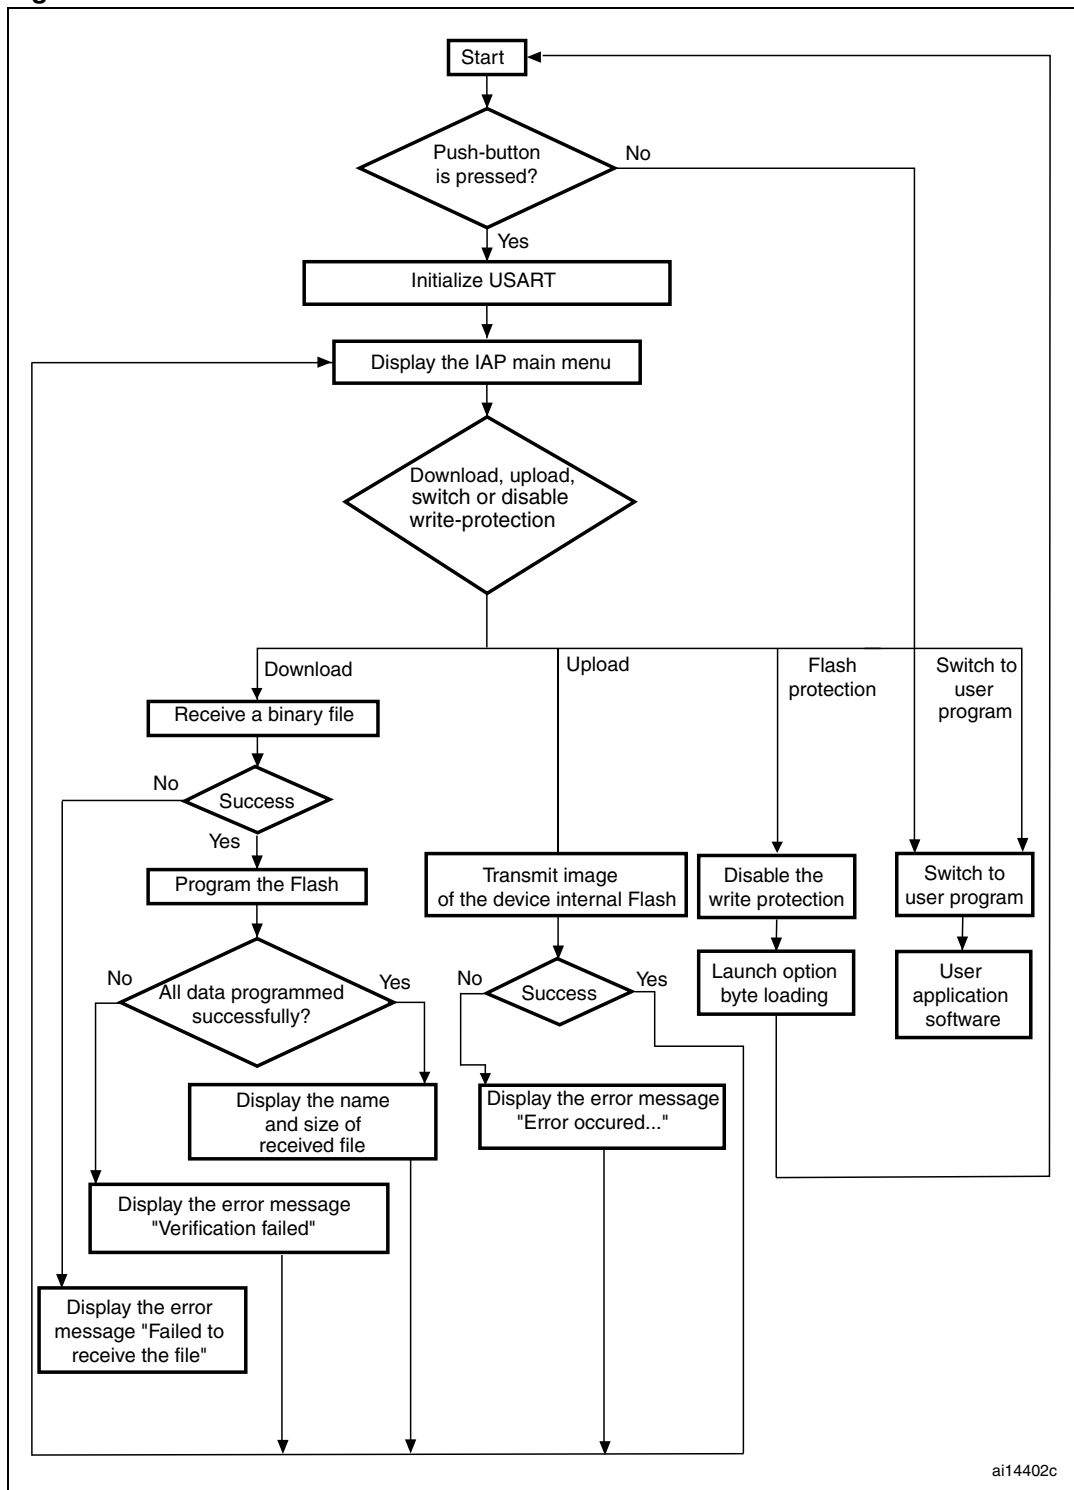 Start
Push-button
is pressed?
No
Yes
Initialize USART
Display the IAP main menu
Download, upload,
switch or disable
write-protection
Download
Upload
Flash
protection
Switch to
user
program
Receive a binary file
No
Success
Yes
Program the Flash
Transmit image
of the device internal Flash
Disable the
write protection
Switch to
user program
No
All data programmed
successfully?
Yes
No
Success
Yes
Launch option
byte loading
User
application
software
Display the name
and size of
received file
Display the error message
"Error occured..."
Display the error message
"Verification failed"
Display the error
message "Failed to
receive the file"
ai14402c